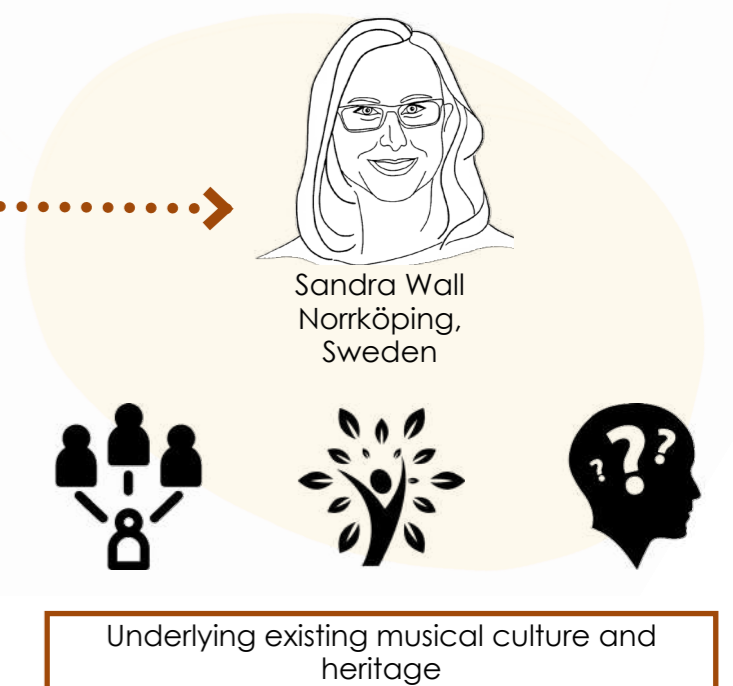 Sandra Wall
Norrköping,
Sweden
? ? ?
Underlying existing musical culture and
heritage